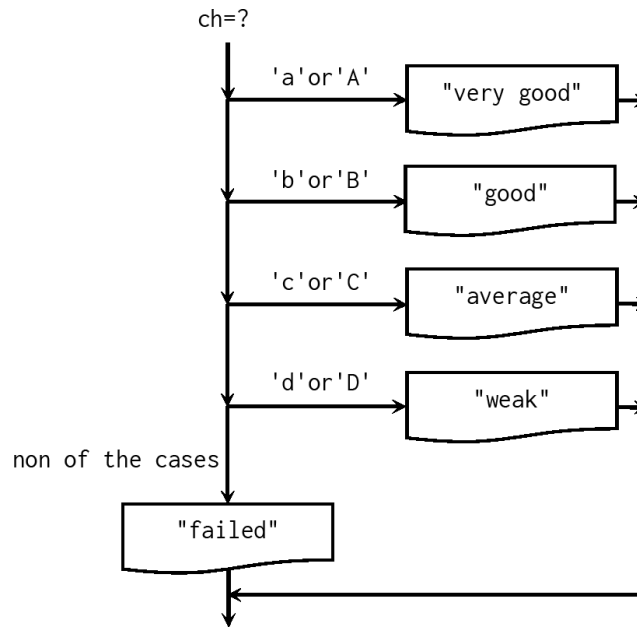 ch=?
'a'or'A'
"very good"
'b'or'B'
"good"
'c'or'C'
"average"
'd'or'D'
"weak"
non of the cases
"failed"